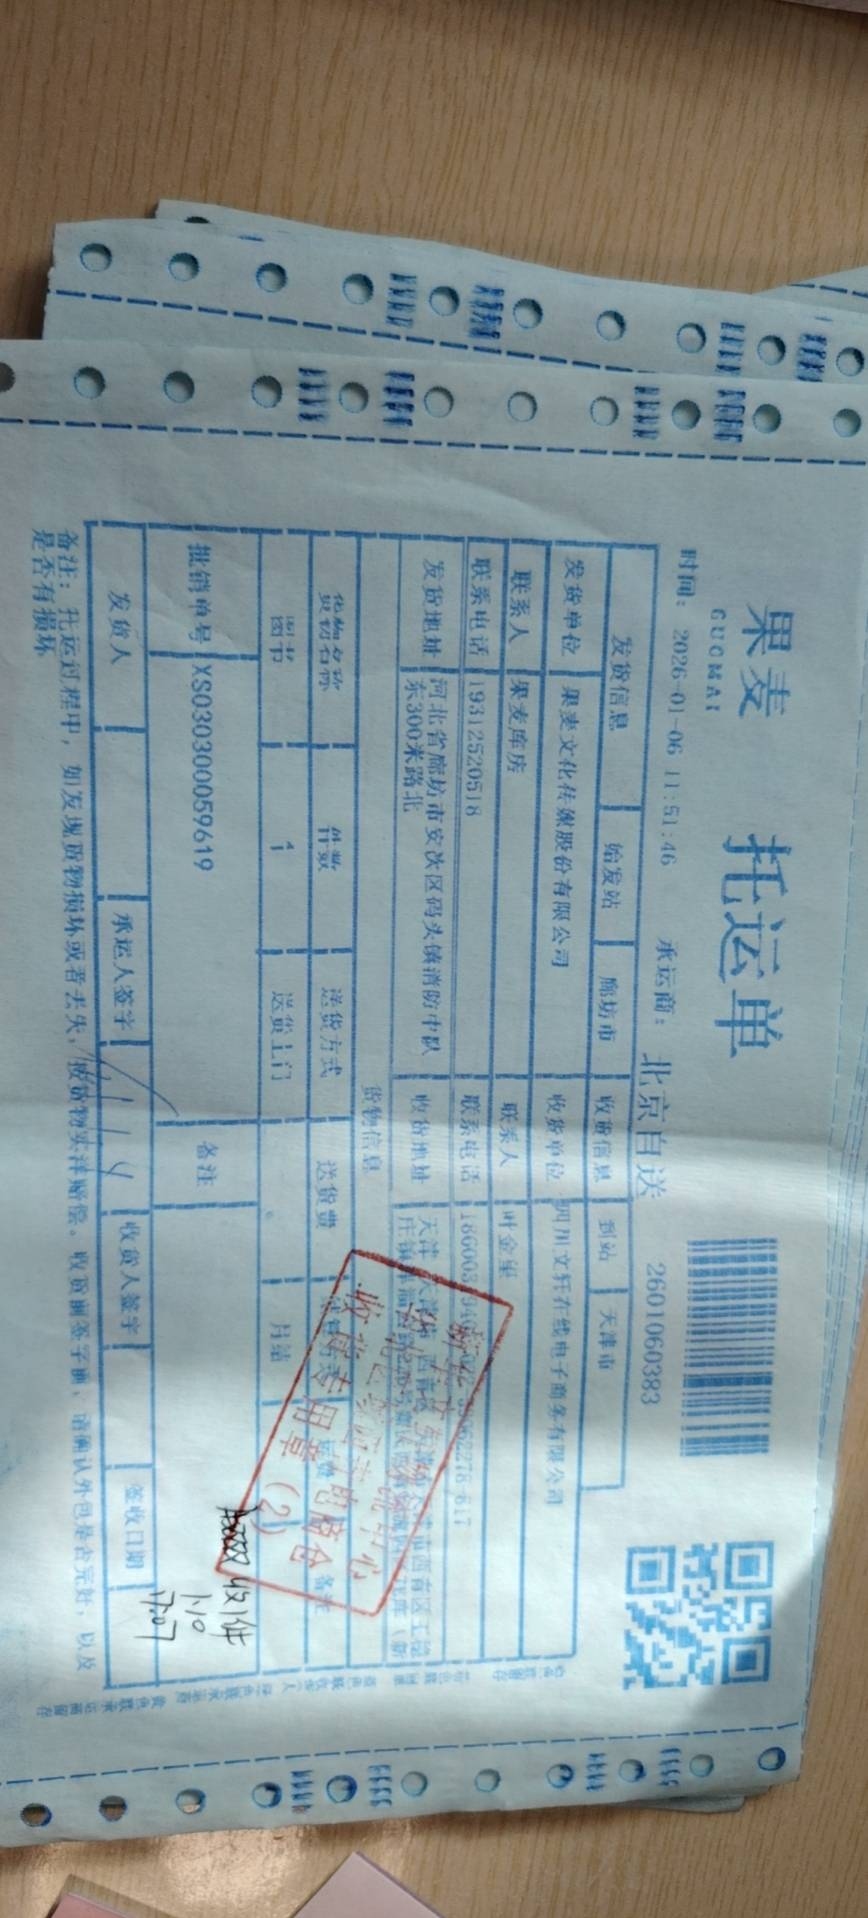 果麦
GUOMAI
托运单
时间：2026-01-06 11:51:46 承运商：北京自送 2601060383
发货信息 始发站 廊坊市 收货信息 到站 天津市
发货单位 果麦文化传媒股份有限公司 收货单位 四川文轩在线电子商务有限公司
联系人 果麦库房 联系人 叶金星
联系电话 19312520518 联系电话
发货地址 河北省廊坊市安次区码头镇消防中队东300米路北 收货地址 天津
货物信息
货物名称 件数 送货方式 送货费 备注
图书 1 送货上门 月结
批销单号 XS030300059619 备注
发货人 承运人签字 收货人签字 签收日期
备注：托运过程中，如发现货物损坏或者丢失，按货物实洋赔偿。收货前签字前，请确认外包是否完好，以及
是否有损坏
收货专用章（2）
收1件
1.10